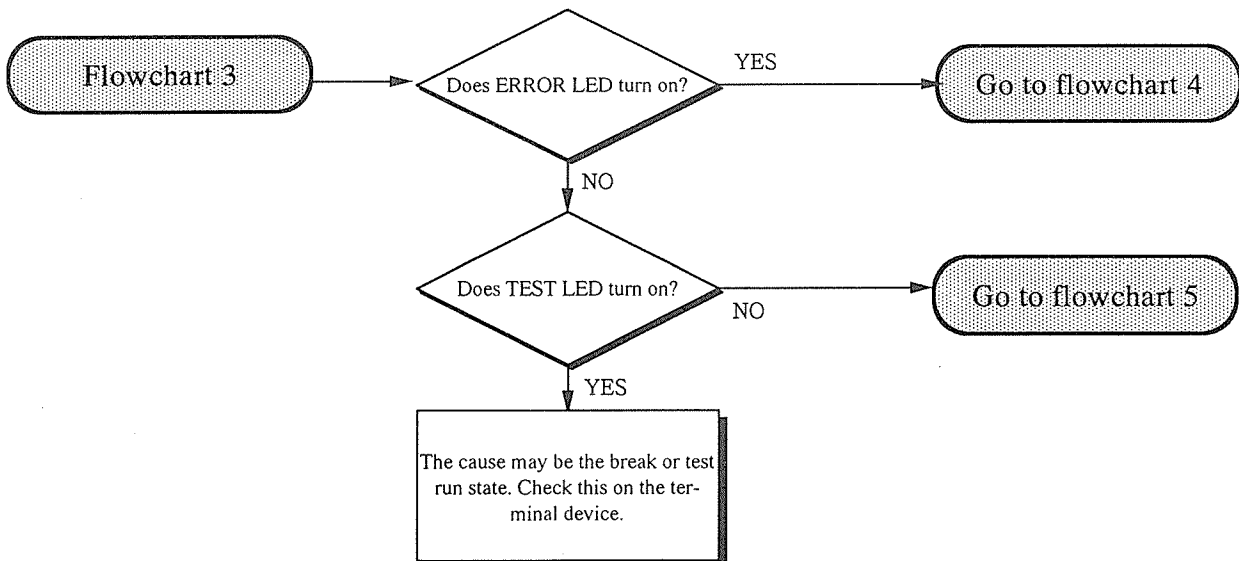 Flowchart 3
Does ERROR LED turn on?
YES
Go to flowchart 4
NO
Does TEST LED turn on?
NO
Go to flowchart 5
YES
The cause may be the break or test
run state. Check this on the ter-
minal device.